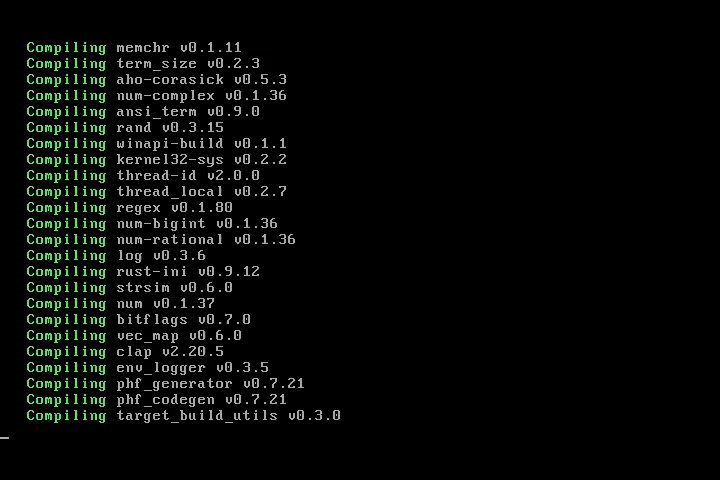 Compiling memchr v0.1.11
Compiling term_size v0.2.3
Compiling aho-corasick v0.5.3
Compiling num-complex v0.1.36
Compiling ansi_term v0.9.0
Compiling rand v0.3.15
Compiling winapi-build v0.1.1
Compiling kernel32-sys v0.2.2
Compiling thread-id v2.0.0
Compiling thread_local v0.2.7
Compiling regex v0.1.80
Compiling num-bigint v0.1.36
Compiling num-rational v0.1.36
Compiling log v0.3.6
Compiling rust-ini v0.9.12
Compiling strsim v0.6.0
Compiling num v0.1.37
Compiling bitflags v0.7.0
Compiling vec_map v0.6.0
Compiling clap v2.20.5
Compiling env_logger v0.3.5
Compiling phf_generator v0.7.21
Compiling phf_codegen v0.7.21
Compiling target_build_utils v0.3.0